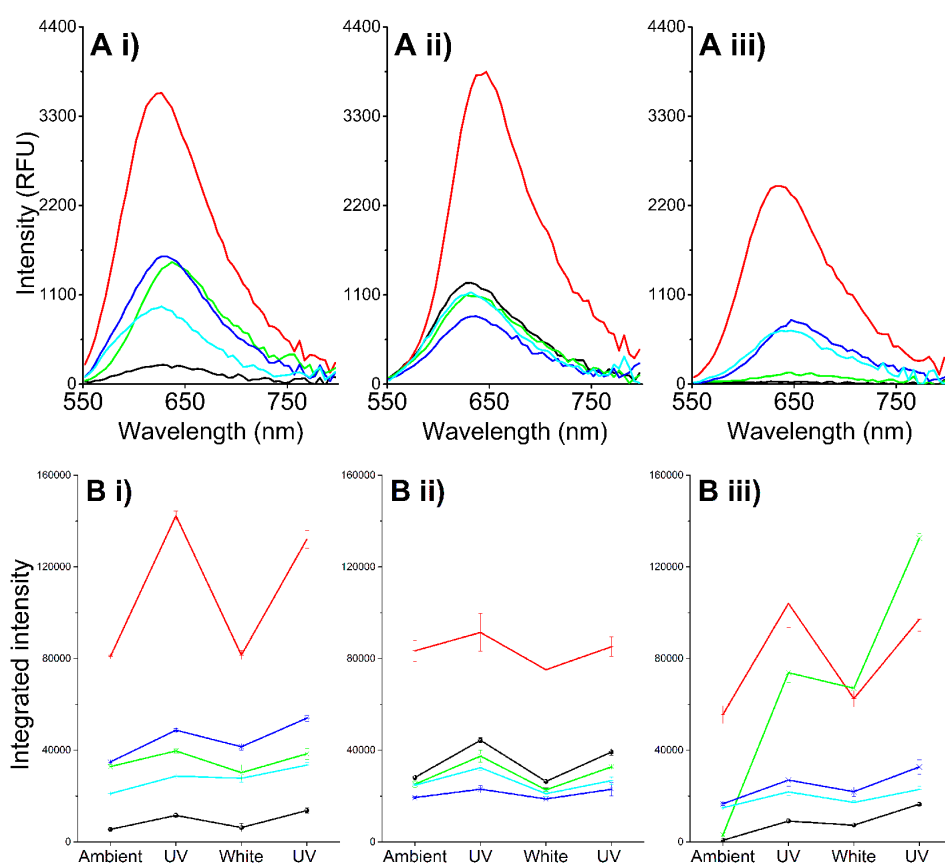 A i) A ii) A iii)
Intensity (RFU)
4400 4400 4400
3300 3300 3300
2200 2200 2200
1100 1100 1100
0 0 0
550 650 750 550 650 750 550 650 750
Wavelength (nm) Wavelength (nm) Wavelength (nm)
B i) B ii) B iii)
Integrated intensity
160000 160000 160000
120000 120000 120000
80000 80000 80000
40000 40000 40000
0 0 0
Ambient UV White UV Ambient UV White UV Ambient UV White UV